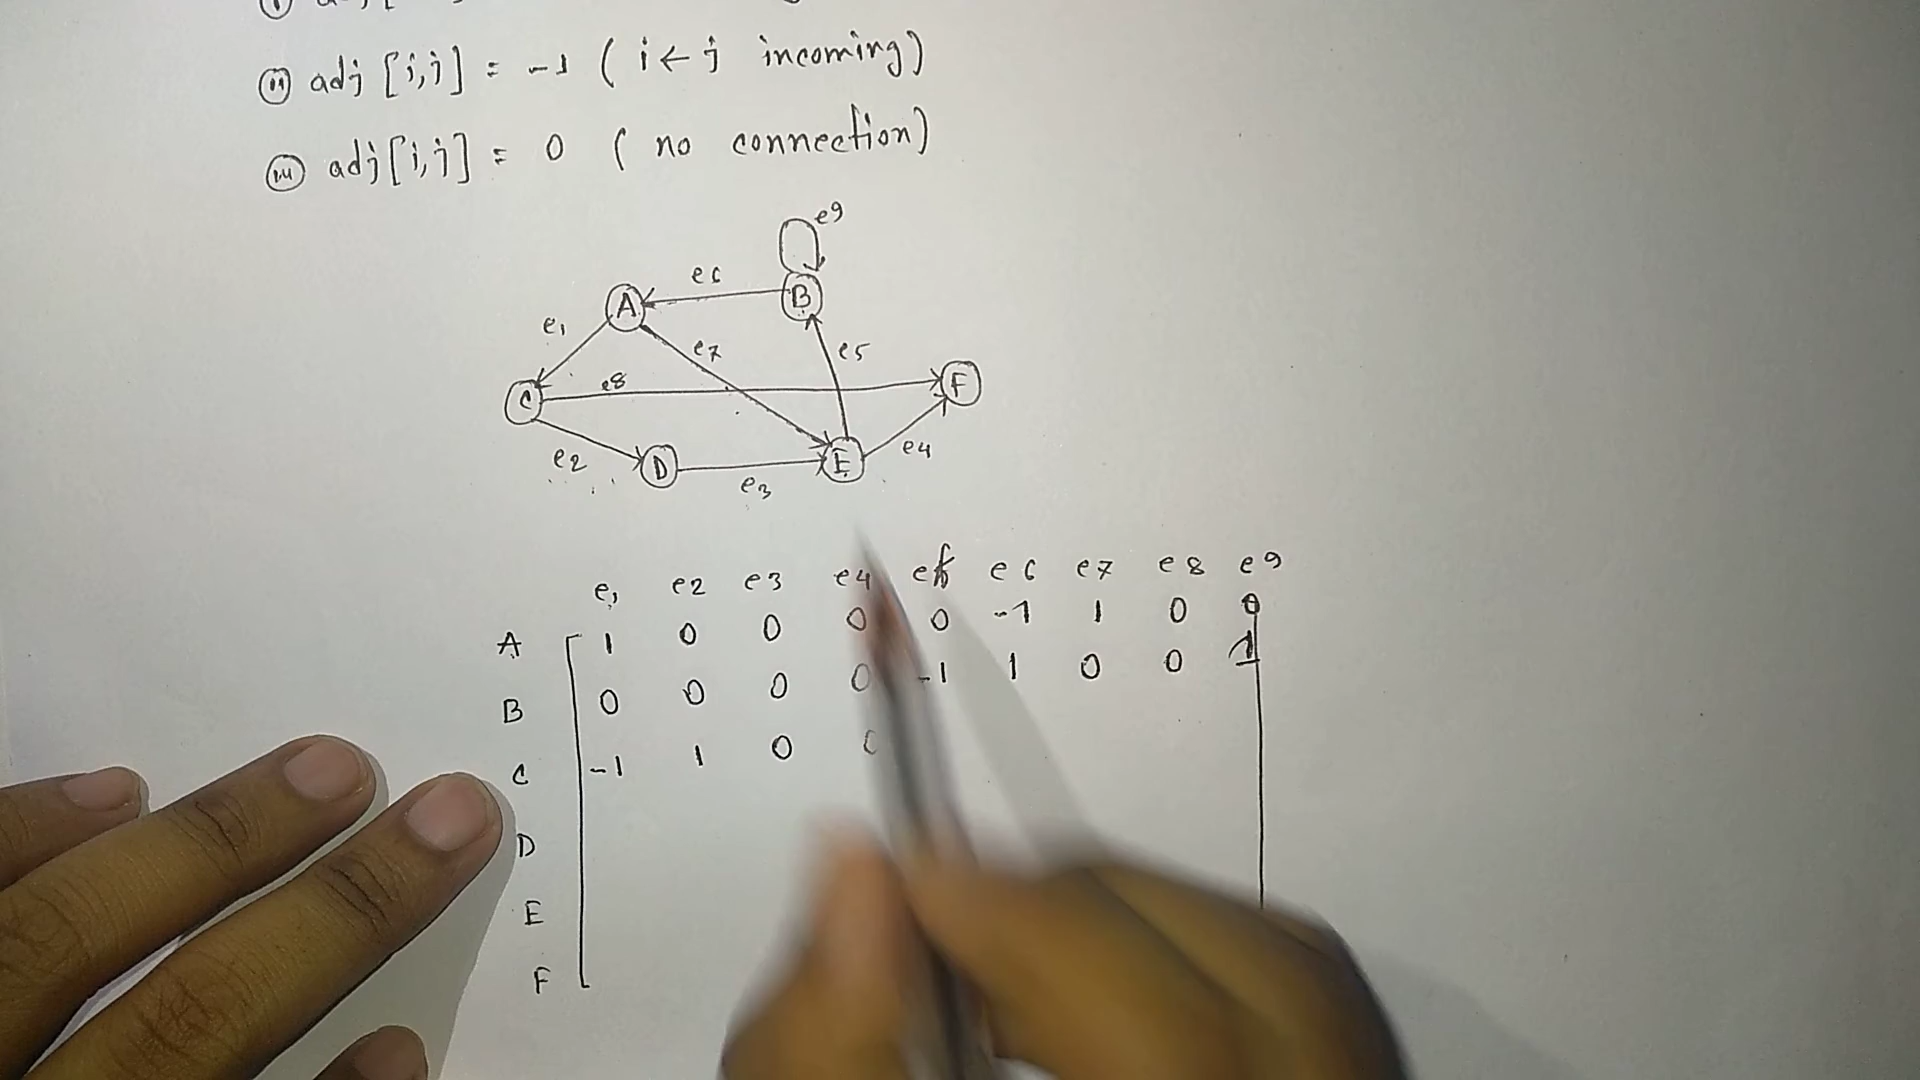 (ii) adj [i,j] = -1 ( i ← j incoming)
(iii) adj[i,j] = 0 ( no connection)
e9
e6
A B
e1 e7 e5
e8 F
C
e2 D E e4
e3
e1 e2 e3 e4 e5 e6 e7 e8 e9
A 1 0 0 0 0 -1 1 0 0
B 0 0 0 0 -1 1 0 0 1
C -1 1 0
D
E
F